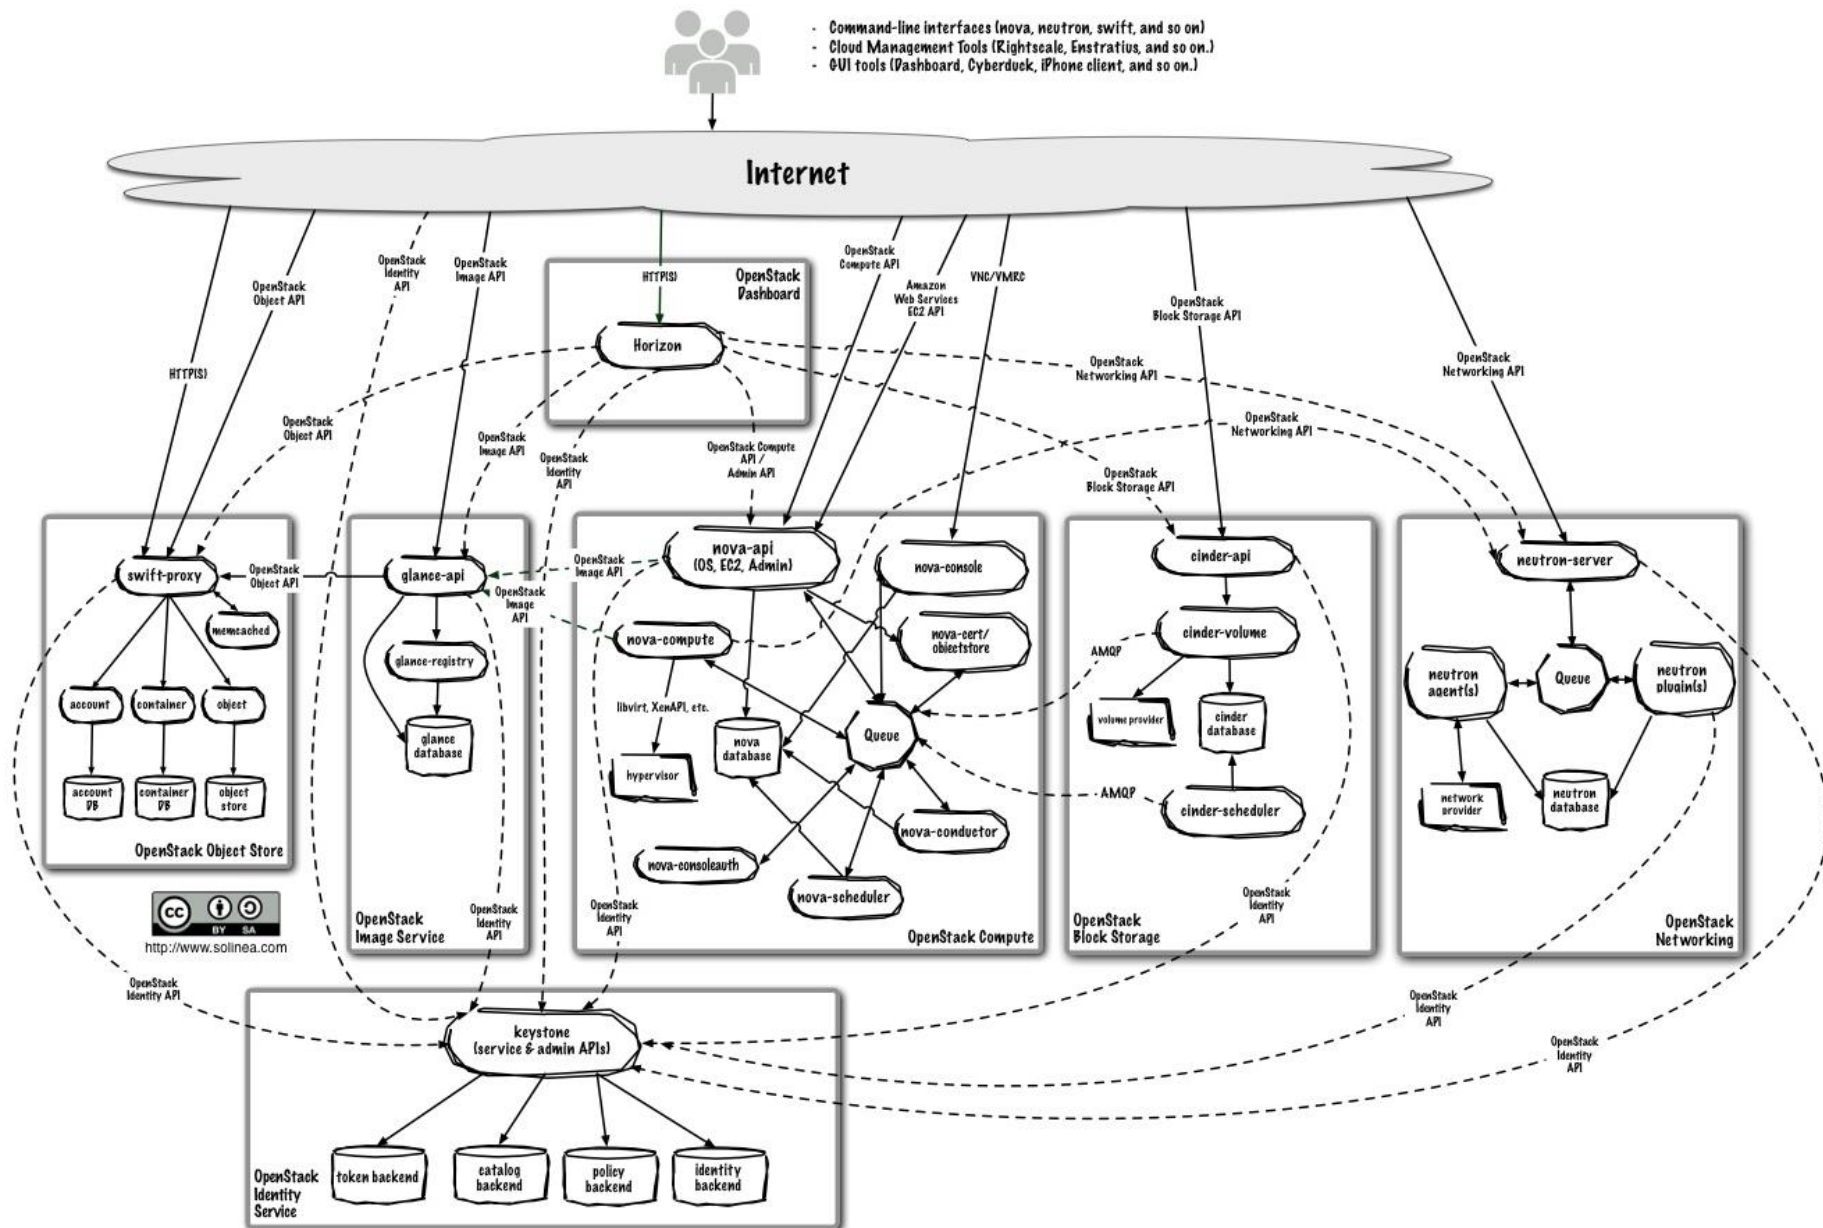 - Command-line interfaces (nova, neutron, swift, and so on)
- Cloud Management Tools (Rightscale, Enstratius, and so on.)
- GUI tools (Dashboard, Cyberduck, iPhone client, and so on.)
Internet
HTTP(S)
OpenStack
Object API
OpenStack
Identity
API
OpenStack
Image API
HTTP(S)
OpenStack
Dashboard
Horizon
OpenStack
Compute API
Amazon
Web Services
EC2 API
VNC/VMRC
OpenStack
Block Storage API
OpenStack
Networking API
OpenStack
Networking API
OpenStack
Object API
OpenStack
Image API
OpenStack
Identity
API
OpenStack Compute
API /
Admin API
OpenStack
Networking API
OpenStack
Block Storage API
swift-proxy
OpenStack
Object API
memcached
account
container
object
account
DB
container
DB
object
store
OpenStack Object Store
glance-api
glance-registry
glance
database
OpenStack
Image Service
OpenStack
Identity
API
OpenStack
Image API
OpenStack
Image
API
nova-api
(OS, EC2, Admin)
nova-console
nova-compute
nova-cert/
objectstore
libvirt, XenAPI, etc.
hypervisor
nova
database
Queue
nova-conductor
nova-consoleauth
nova-scheduler
OpenStack
Identity
API
OpenStack Compute
AMQP
AMQP
cinder-api
cinder-volume
volume provider
cinder
database
cinder-scheduler
OpenStack
Identity
API
OpenStack
Block Storage
neutron-server
neutron
agent(s)
Queue
neutron
plugin(s)
network
provider
neutron
database
OpenStack
Networking
cc
BY SA
http://www.solinea.com
OpenStack
Identity API
OpenStack
Identity
API
OpenStack
Identity
API
keystone
(service & admin APIs)
token backend
catalog
backend
policy
backend
identity
backend
OpenStack
Identity
Service